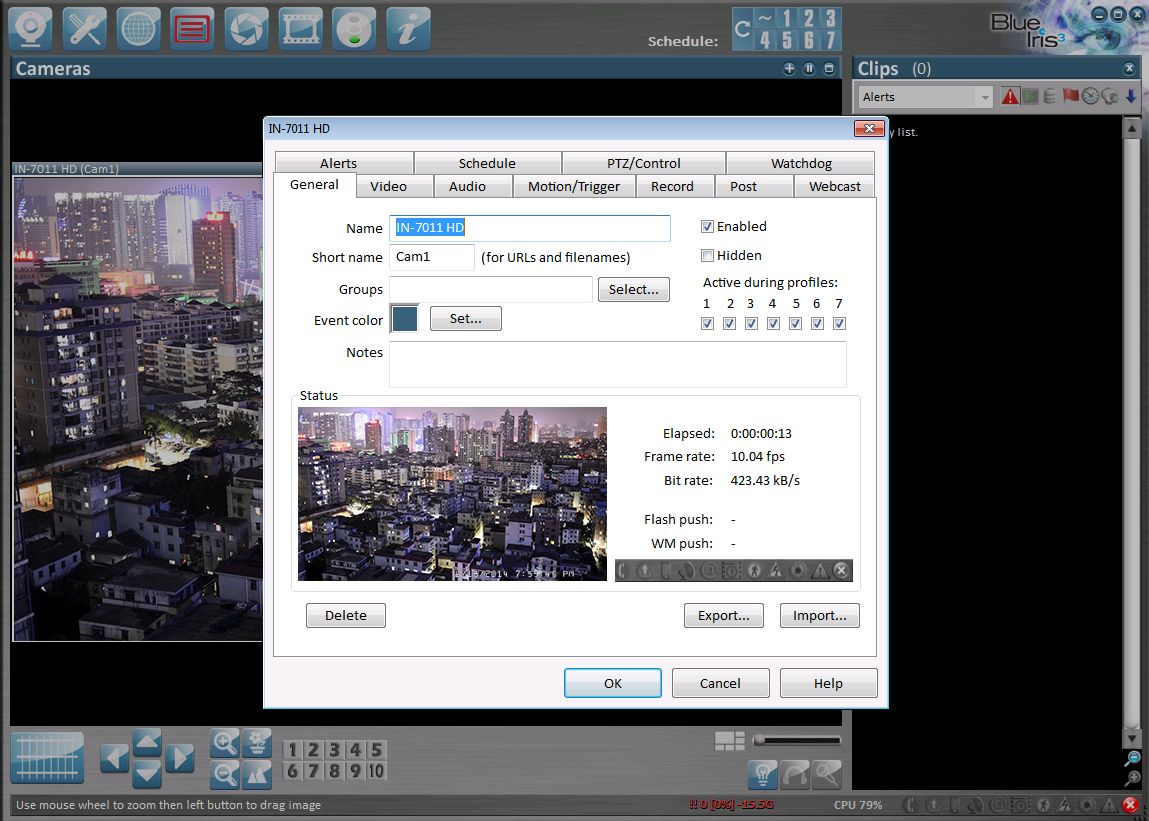 Schedule:
~ 1 2 3
4 5 6 7
Blue
Iris3
Cameras
Clips (0)
Alerts
y list.
IN-7011 HD (Cam1)
IN-7011 HD
Alerts Schedule PTZ/Control Watchdog
General Video Audio Motion/Trigger Record Post Webcast
Name IN-7011 HD Enabled
Short name Cam1 (for URLs and filenames) Hidden
Groups Select... Active during profiles:
1 2 3 4 5 6 7
Event color Set...
Notes
Status
Elapsed: 0:00:00:13
Frame rate: 10.04 fps
Bit rate: 423.43 kB/s
Flash push: -
WM push: -
Delete Export... Import...
OK Cancel Help
1 2 3 4 5
6 7 8 9 10
Use mouse wheel to zoom then left button to drag image
!! 0 [0%] -15.5G
CPU 79%